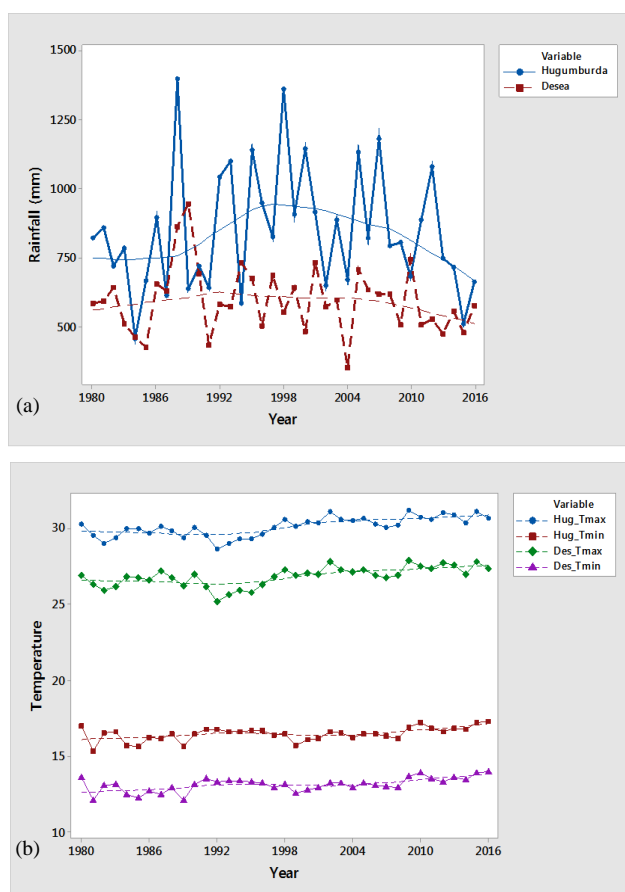 1500
1250
1000
750
500
Rainfall (mm)
1980 1986 1992 1998 2004 2010 2016
Year
Variable
Hugumburda
Desea
(a)
30
25
20
15
10
Temperature
1980 1986 1992 1998 2004 2010 2016
Year
Variable
Hug_Tmax
Hug_Tmin
Des_Tmax
Des_Tmin
(b)